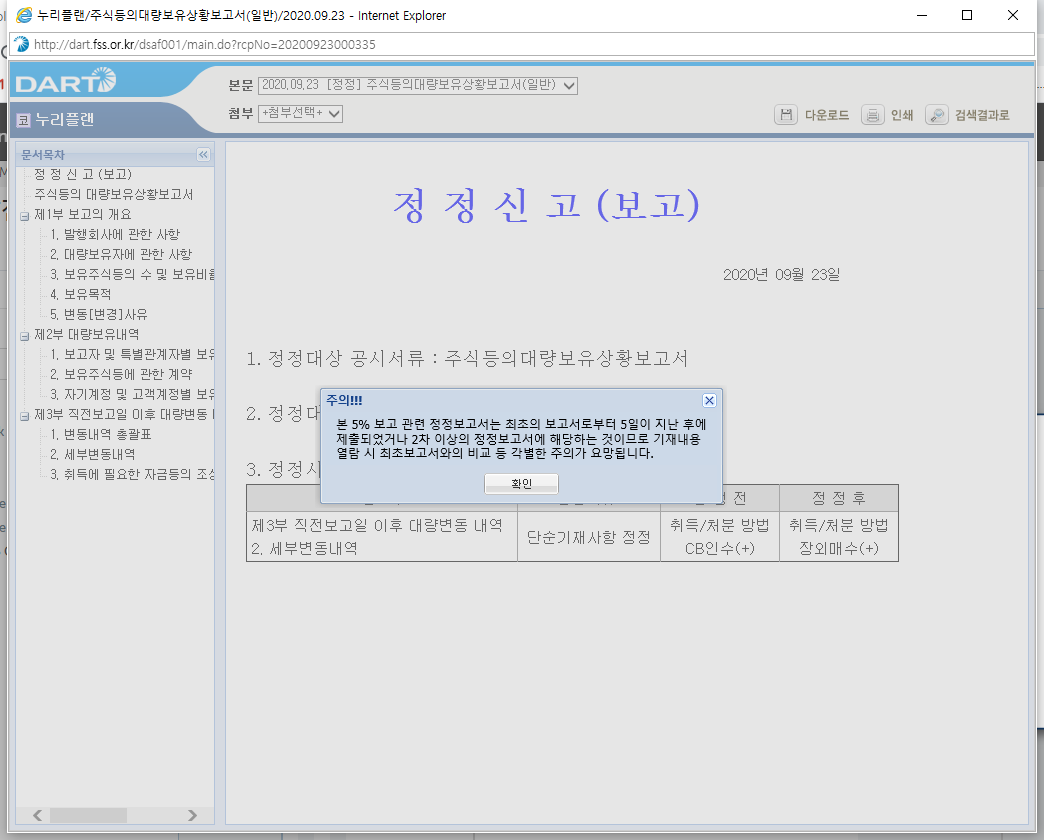 누리플랜/주식등의대량보유상황보고서(일반)/2020.09.23 - Internet Explorer
http://dart.fss.or.kr/dsaf001/main.do?rcpNo=20200923000335
DART
본문 2020.09.23 [정정] 주식등의대량보유상황보고서(일반)
첨부 +첨부선택+
다운로드 인쇄 검색결과로
코 누리플랜
문서목차
정 정 신 고 (보고)
주식등의 대량보유상황보고서
제1부 보고의 개요
1. 발행회사에 관한 사항
2. 대량보유자에 관한 사항
3. 보유주식등의 수 및 보유비율
4. 보유목적
5. 변동[변경]사유
제2부 대량보유내역
1. 보고자 및 특별관계자별 보유
2. 보유주식등에 관한 계약
3. 자기계정 및 고객계정별 보유
제3부 직전보고일 이후 대량변동
1. 변동내역 총괄표
2. 세부변동내역
3. 취득에 필요한 자금등의 조성
정 정 신 고 (보고)
2020년 09월 23일
1. 정정대상 공시서류 : 주식등의대량보유상황보고서
2. 정정대
3. 정정사
주의!!!
본 5% 보고 관련 정정보고서는 최초의 보고서로부터 5일이 지난 후에
제출되었거나 2차 이상의 정정보고서에 해당하는 것이므로 기재내용
열람 시 최초보고서와의 비교 등 각별한 주의가 요망됩니다.
확인
정 전 정 정 후
제3부 직전보고일 이후 대량변동 내역
2. 세부변동내역
단순기재사항 정정
취득/처분 방법
CB인수(+)
취득/처분 방법
장외매수(+)